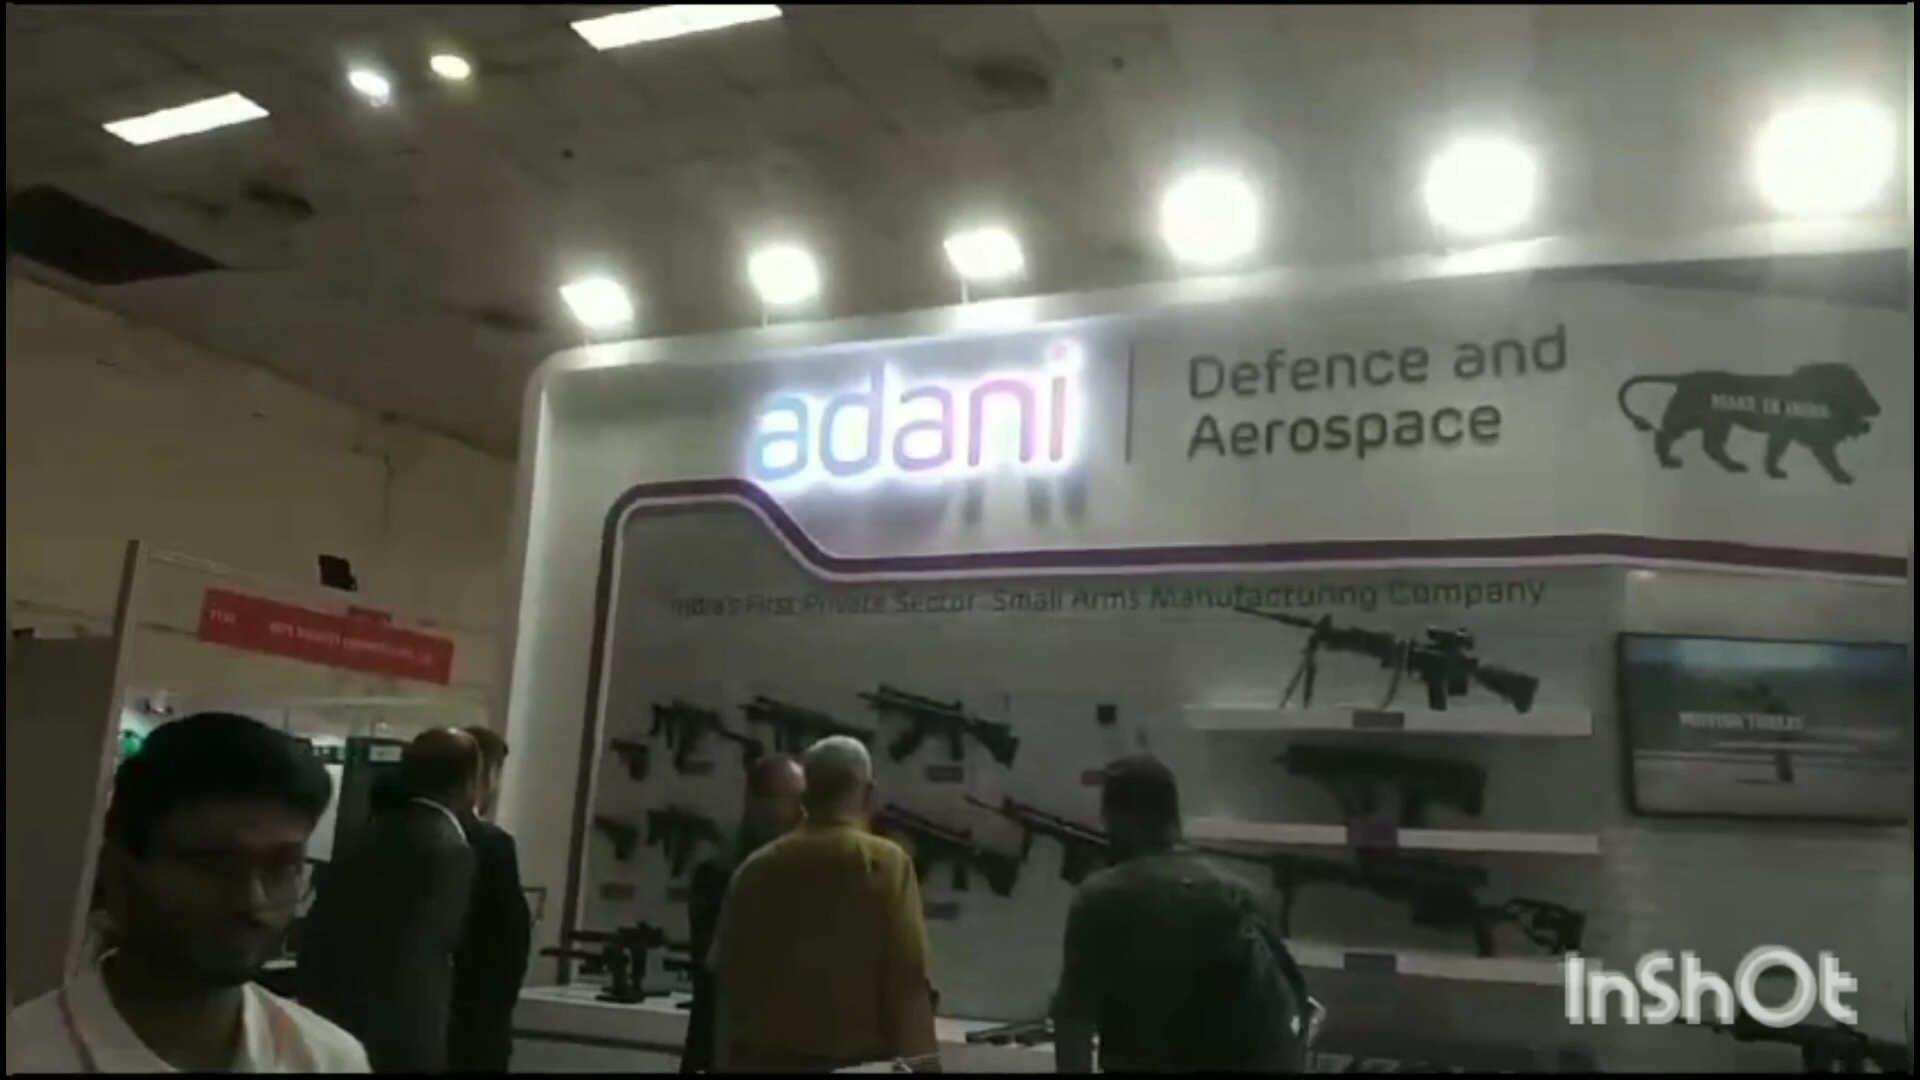 adani
Defence and
Aerospace
MAKE IN INDIA
India's First Private Sector Small Arms Manufacturing Company
InShOt